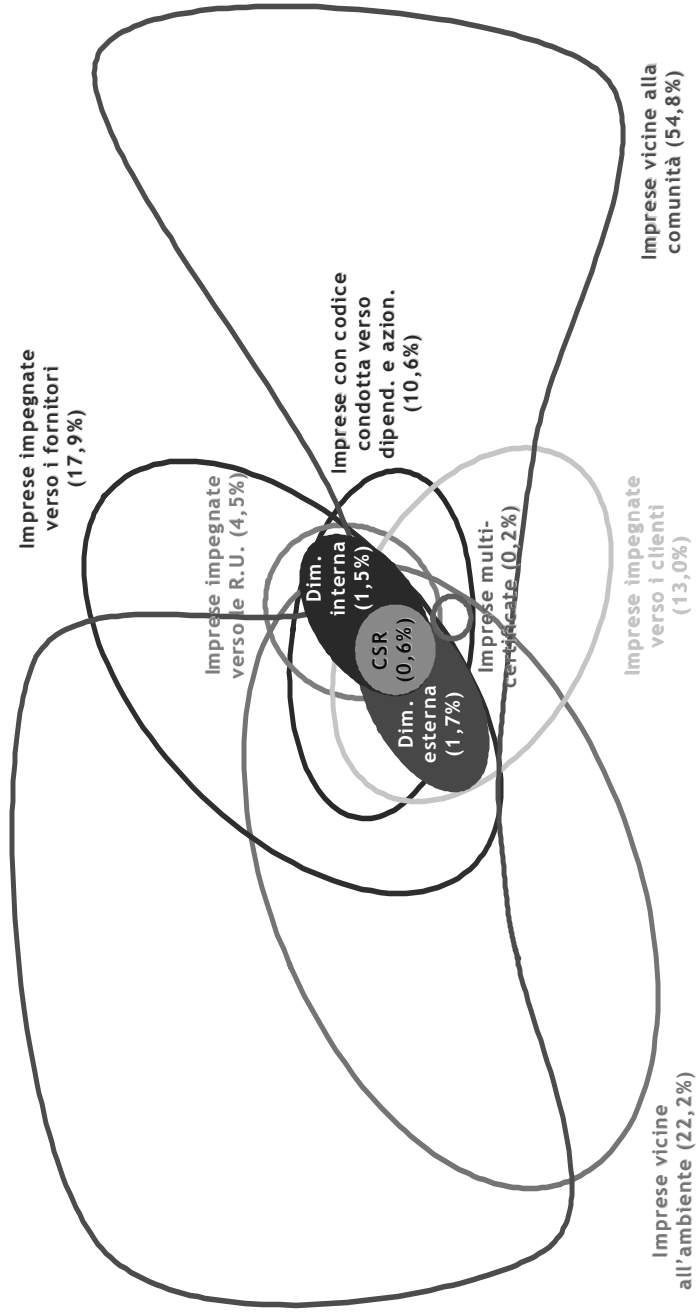 Imprese impegnate
verso i fornitori
(17,9%)
Imprese impegnate
verso le R.U. (4,5%)
Imprese con codice
condotta verso
dipend. e azion.
(10,6%)
Imprese vicine alla
comunità (54,8%)
Dim.
interna
(1,5%)
CSR
(0,6%)
Dim.
esterna
(1,7%)
Imprese multi-
certificate (0,2%)
Imprese impegnate
verso i clienti
(13,0%)
Imprese vicine
all'ambiente (22,2%)